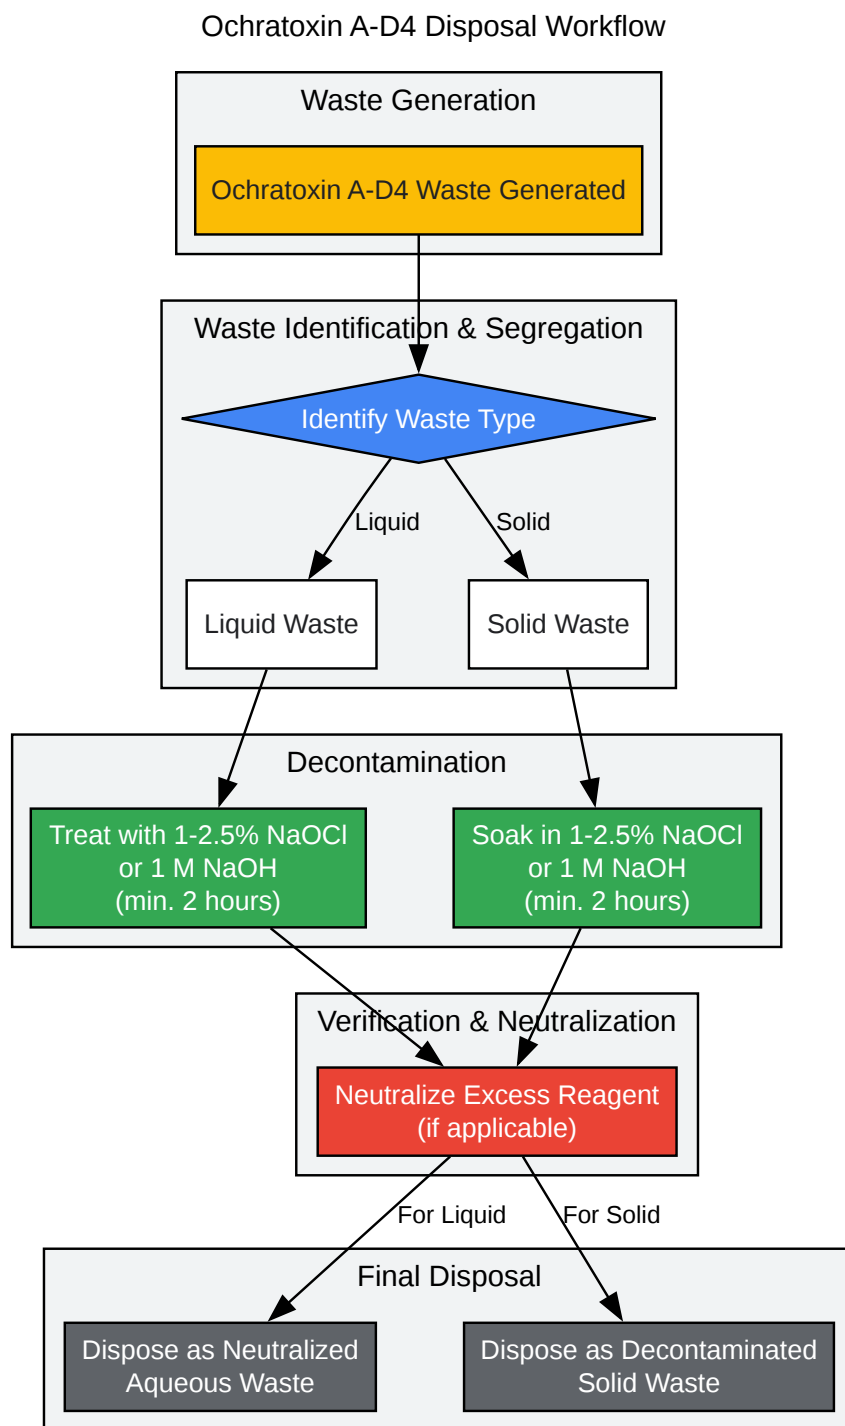 Ochratoxin A-D4 Disposal Workflow
Waste Generation
Ochratoxin A-D4 Waste Generated
Waste Identification & Segregation
Identify Waste Type
Liquid
Solid
Liquid Waste
Solid Waste
Decontamination
Treat with 1-2.5% NaOCl
or 1 M NaOH
(min. 2 hours)
Soak in 1-2.5% NaOCl
or 1 M NaOH
(min. 2 hours)
Verification & Neutralization
Neutralize Excess Reagent
(if applicable)
For Liquid
For Solid
Final Disposal
Dispose as Neutralized
Aqueous Waste
Dispose as Decontaminated
Solid Waste